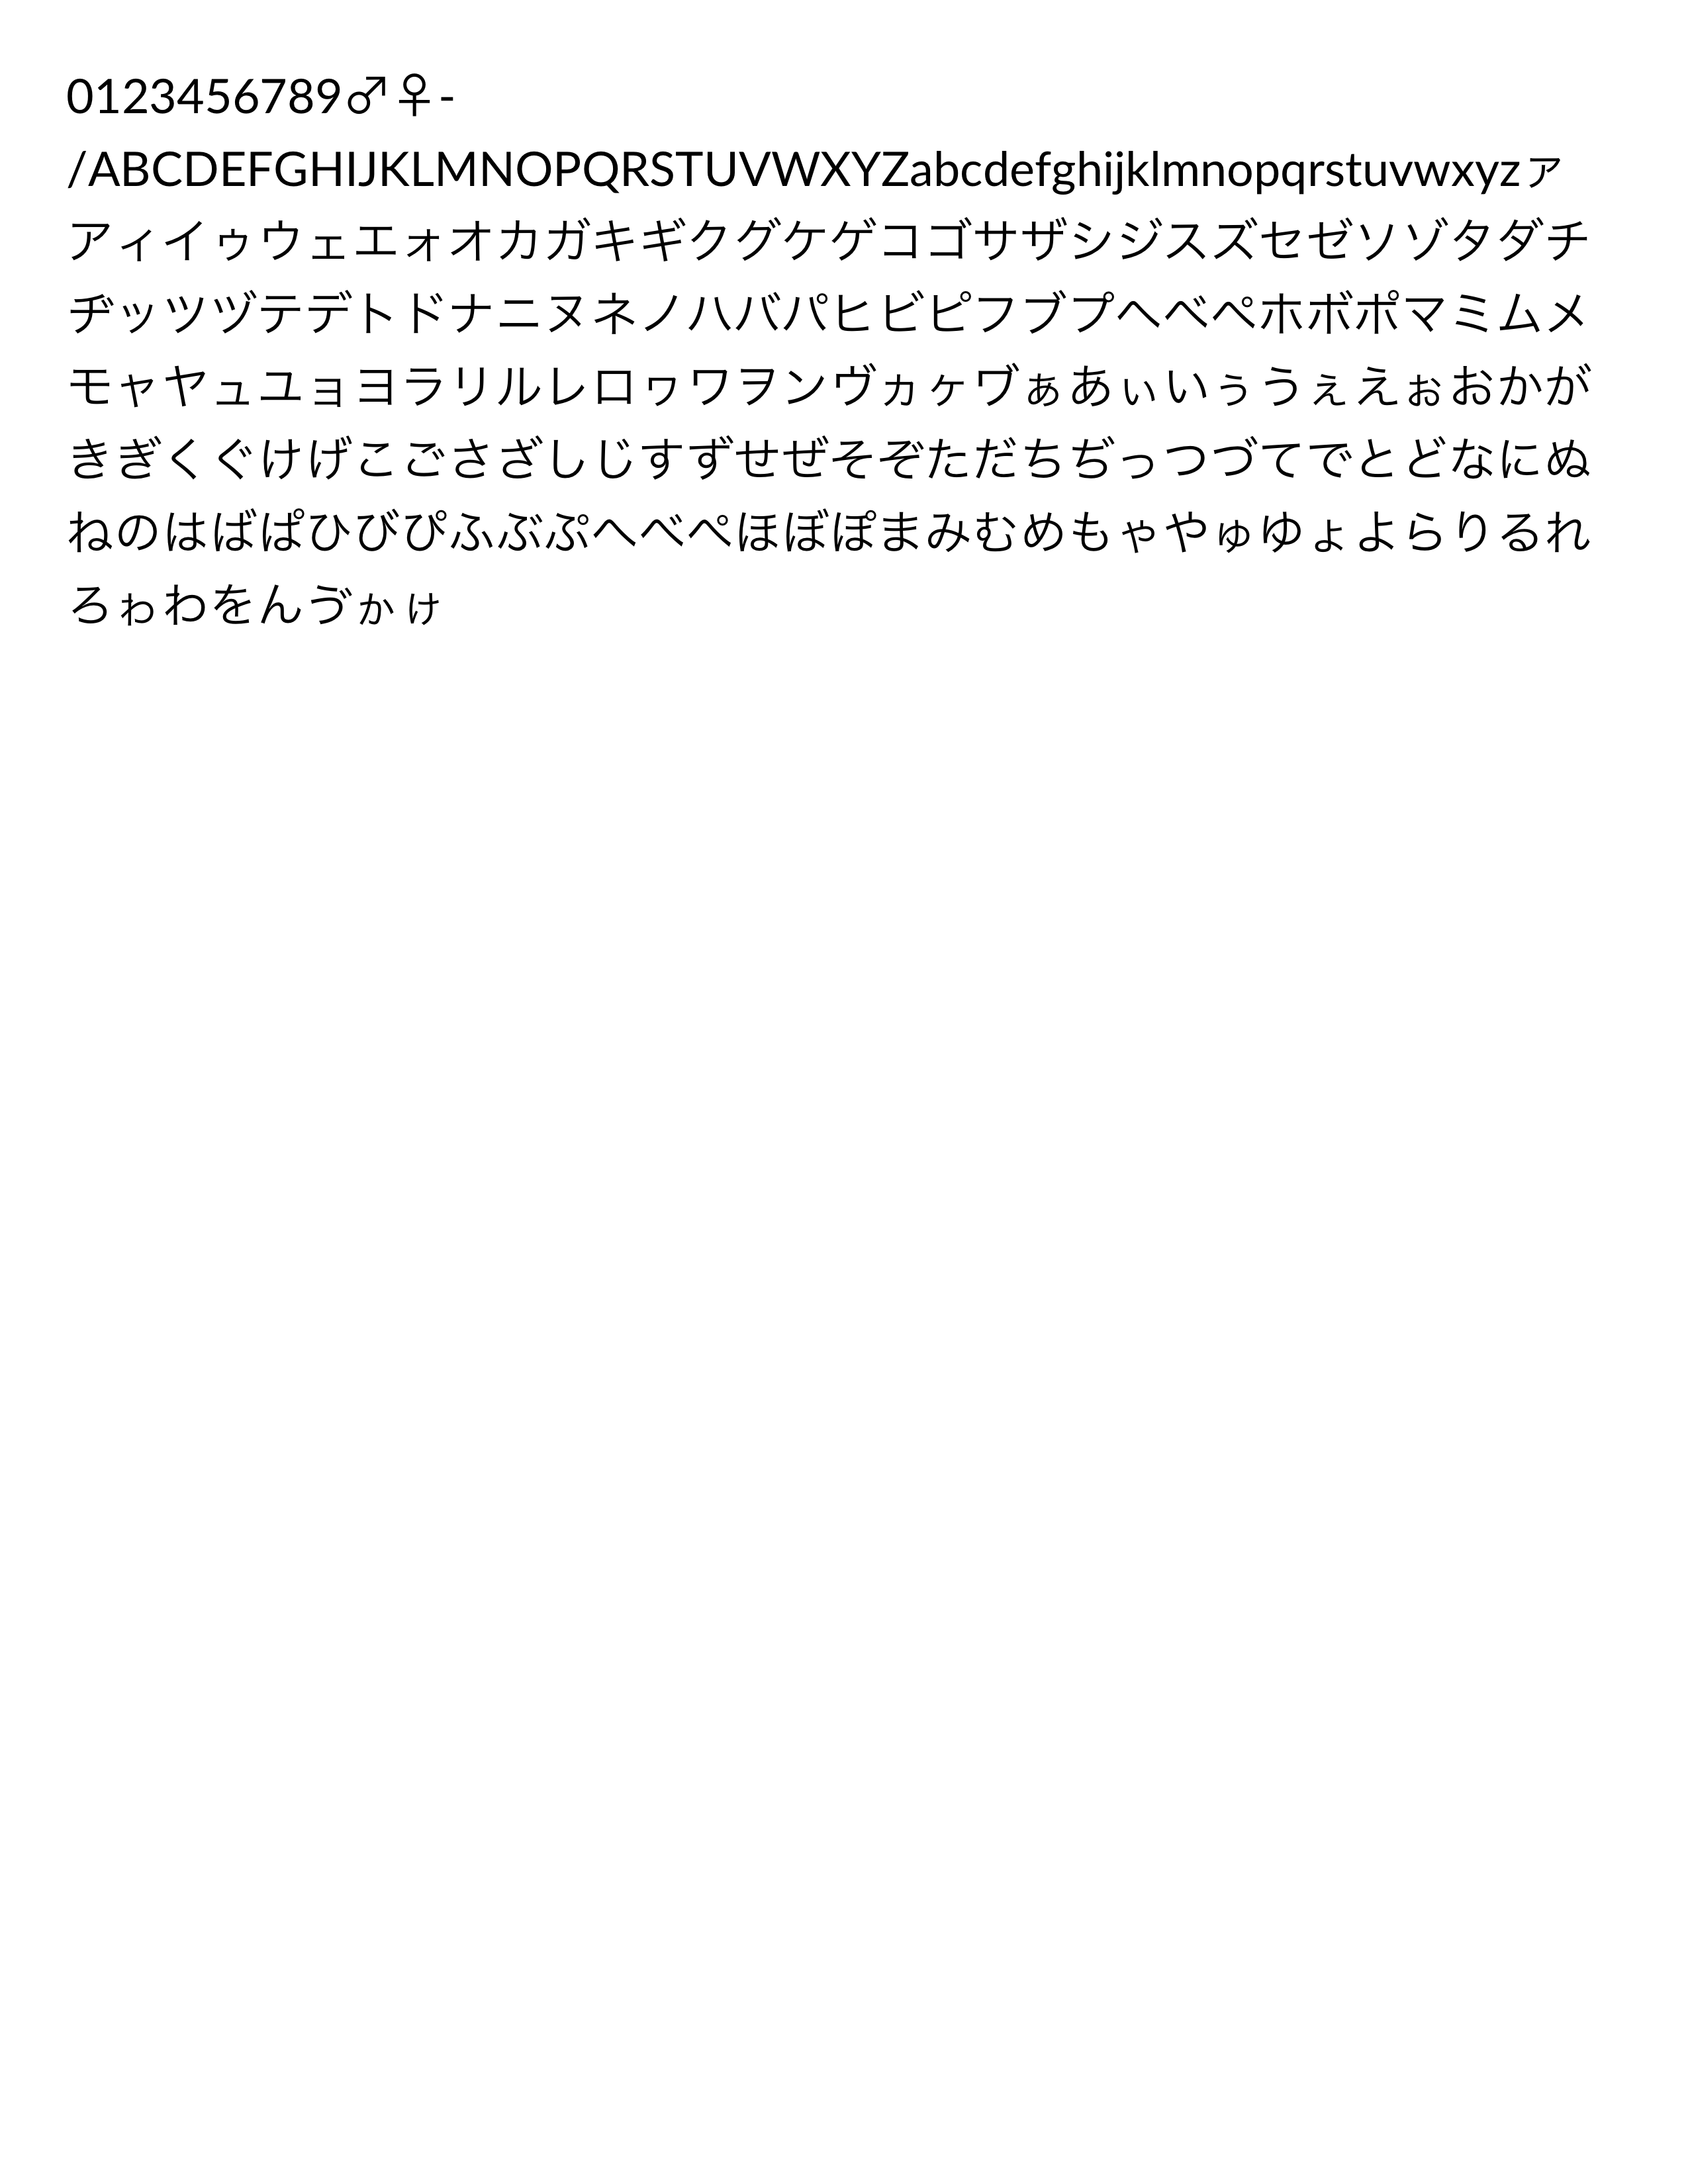 0123456789♂♀-
/ABCDEFGHIJKLMNOPQRSTUVWXYZabcdefghijklmnopqrstuvwxyzァ
アィイゥウェエォオカガキギクグケゲコゴサザシジスズセゼソゾタダチ
ヂッツヅテデトドナニヌネノハバパヒビピフブプヘベペホボポマミムメ
モャヤュユョヨラリルレロヮワヲンヴヵヶヷぁあぃいぅうぇえぉおかが
きぎくぐけげこごさざしじすずせぜそぞただちぢっつづてでとどなにぬ
ねのはばぱひびぴふぶぷへべぺほぼぽまみむめもゃやゅゆょよらりるれ
ろゎわをんゔゕゖ